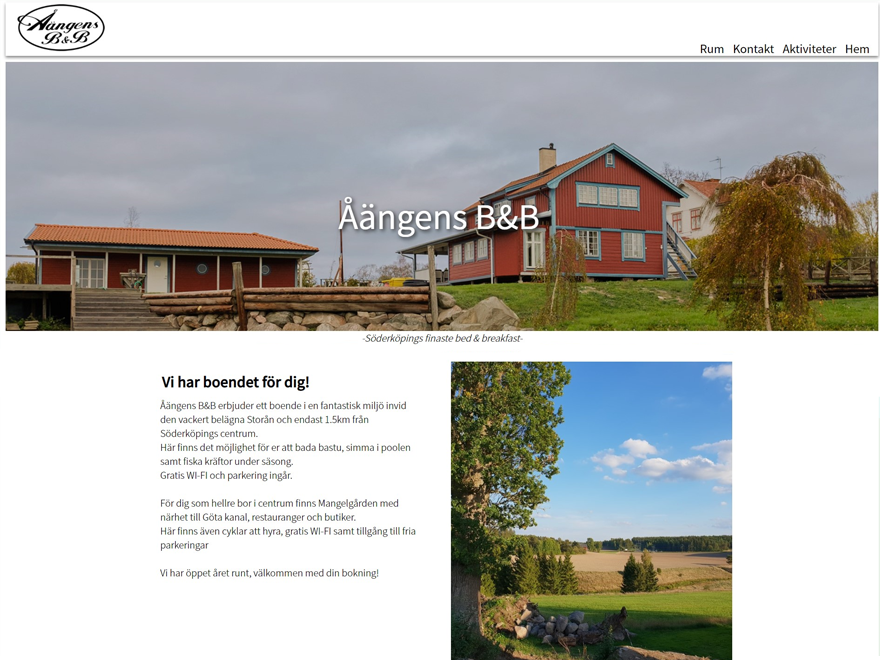 Åängens
B&B
Rum Kontakt Aktiviteter Hem
Åängens B&B
-Söderköpings finaste bed & breakfast-
Vi har boendet för dig!
Åängens B&B erbjuder ett boende i en fantastisk miljö invid
den vackert belägna Storån och endast 1.5km från
Söderköpings centrum.
Här finns det möjlighet för er att bada bastu, simma i poolen
samt fiska kräftor under säsong.
Gratis WI-FI och parkering ingår.
För dig som hellre bor i centrum finns Mangelgården med
närhet till Göta kanal, restauranger och butiker.
Här finns även cyklar att hyra, gratis WI-FI samt tillgång till fria
parkeringar
Vi har öppet året runt, välkommen med din bokning!